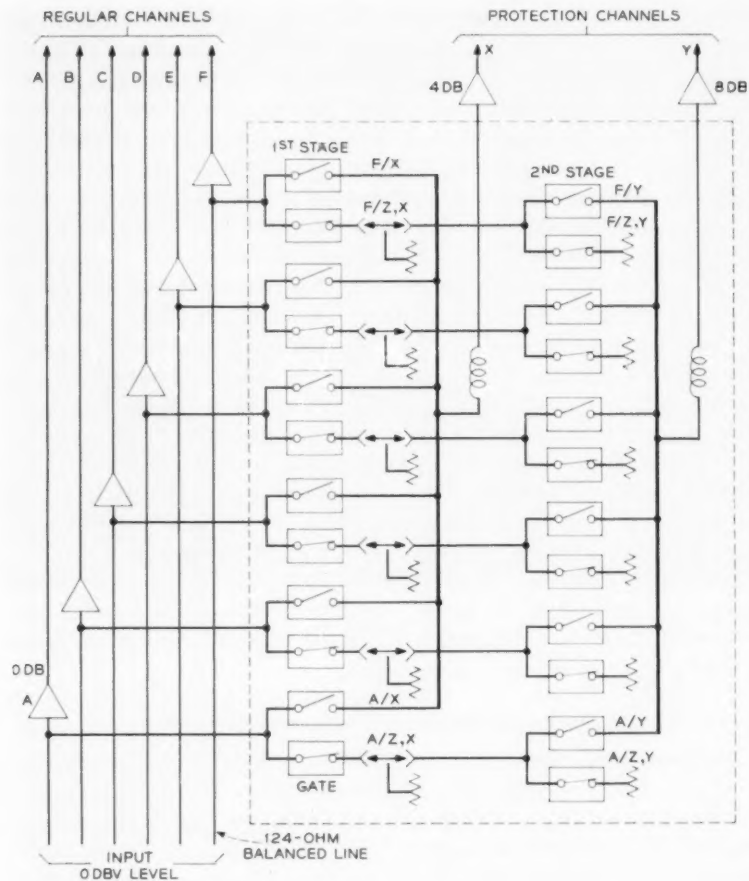 REGULAR CHANNELS
PROTECTION CHANNELS
A
B
C
D
E
F
X
Y
4 DB
8 DB
1ST STAGE
F/X
2ND STAGE
F/Y
F/Z,X
F/Z,Y
0 DB
A
A/X
A/Y
A/Z,X
A/Z,Y
GATE
124-OHM
BALANCED LINE
INPUT
0 DBV LEVEL